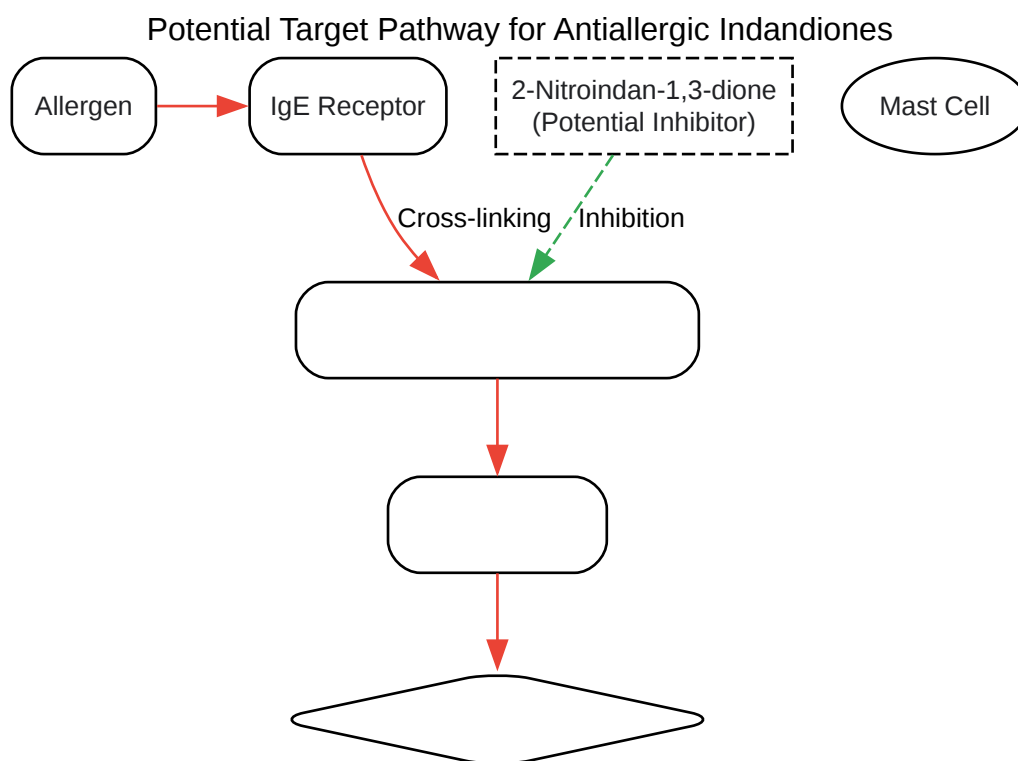 Potential Target Pathway for Antiallergic Indandiones
Allergen
IgE Receptor
2-Nitroindan-1,3-dione
(Potential Inhibitor)
Mast Cell
Cross-linking
Inhibition